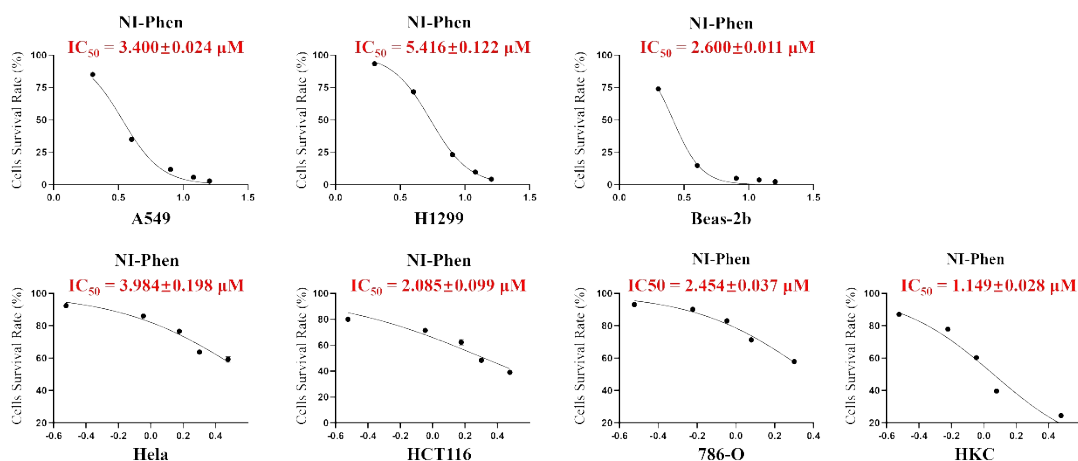 NI-Phen
IC50 = 3.400±0.024 μM
Cells Survival Rate (%)
100
75
50
25
0
0.0 0.5 1.0 1.5
A549
NI-Phen
IC50 = 5.416±0.122 μM
Cells Survival Rate (%)
100
75
50
25
0
0.0 0.5 1.0 1.5
H1299
NI-Phen
IC50 = 2.600±0.011 μM
Cells Survival Rate (%)
100
75
50
25
0
0.0 0.5 1.0 1.5
Beas-2b
NI-Phen
IC50 = 3.984±0.198 μM
Cells Survival Rate (%)
100
80
60
40
20
-0.6 -0.4 -0.2 0.0 0.2 0.4 0.6
Hela
NI-Phen
IC50 = 2.085±0.099 μM
Cells Survival Rate (%)
100
80
60
40
20
0
-0.6 -0.4 -0.2 0.0 0.2 0.4 0.6
HCT116
NI-Phen
IC50 = 2.454±0.037 μM
Cells Survival Rate (%)
100
80
60
40
20
-0.6 -0.4 -0.2 0.0 0.2 0.4
786-O
NI-Phen
IC50 = 1.149±0.028 μM
Cells Survival Rate (%)
100
80
60
40
20
-0.6 -0.4 -0.2 0.0 0.2 0.4 0.6
HKC